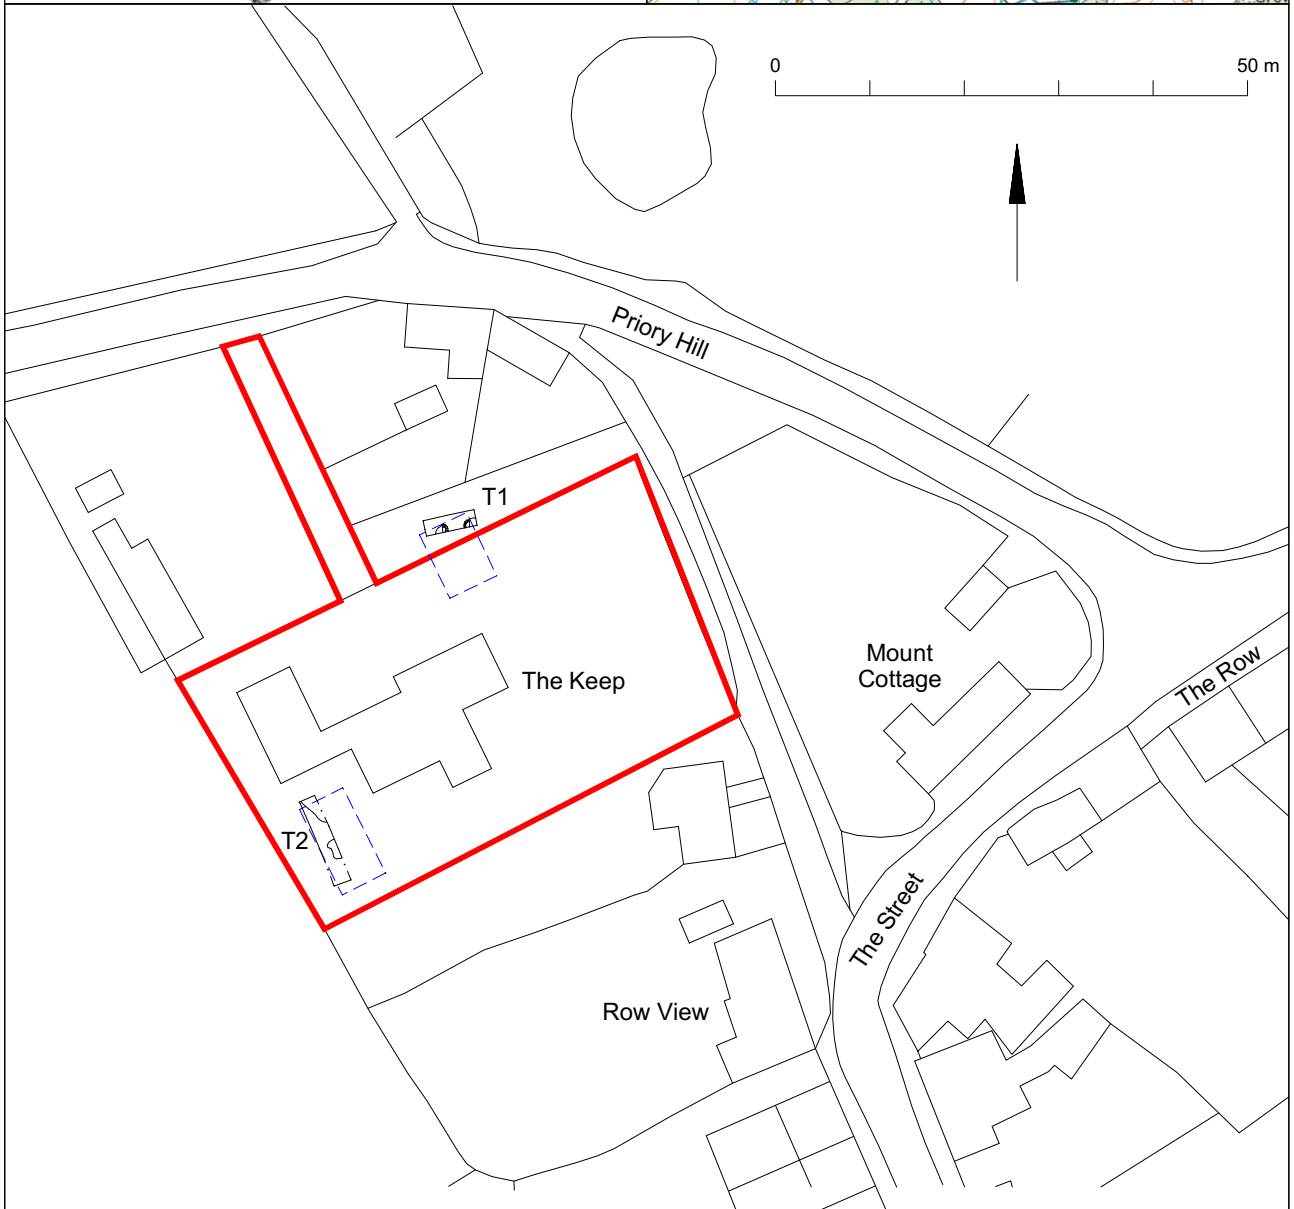 0 50 m
Priory Hill
T1
The Keep
Mount
Cottage
The Row
T2
The Street
Row View